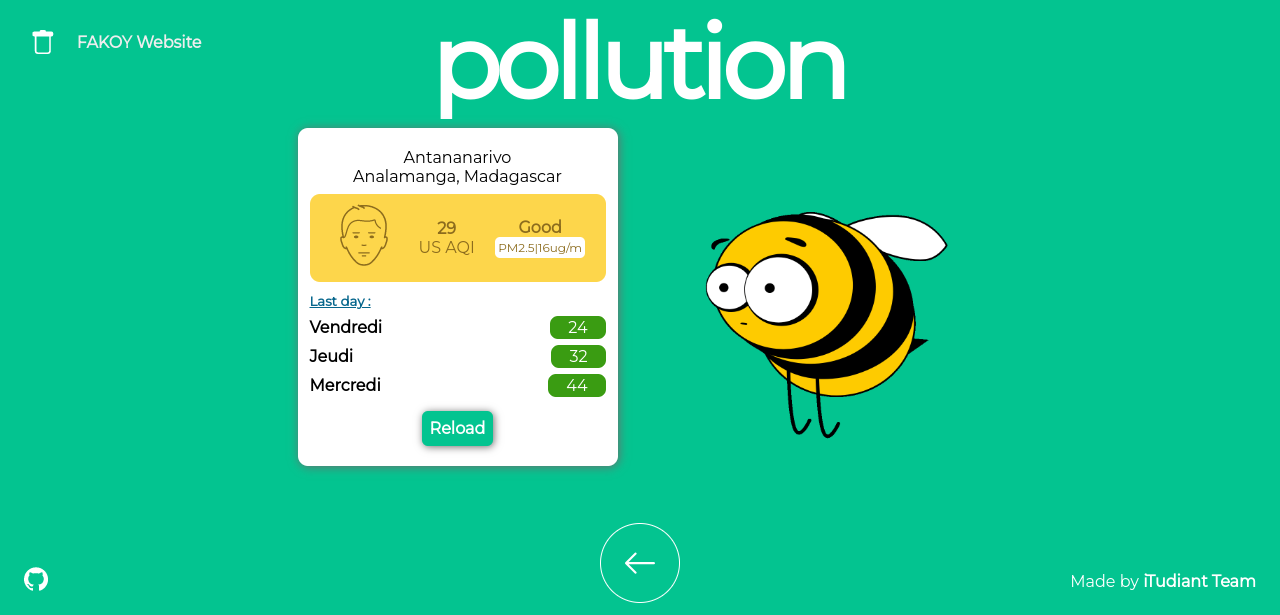 FAKOY Website
pollution
Antananarivo
Analamanga, Madagascar
29
US AQI
Good
PM2.5|16ug/m
Last day :
Vendredi 24
Jeudi 32
Mercredi 44
Reload
Made by iTudiant Team